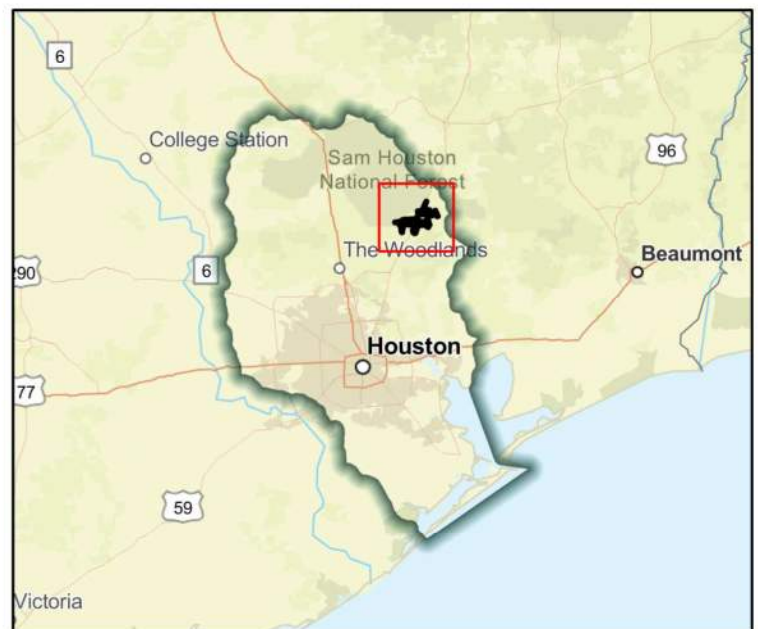 6
College Station
Sam Houston
National Forest
96
The Woodlands
Beaumont
290
6
Houston
77
59
Victoria